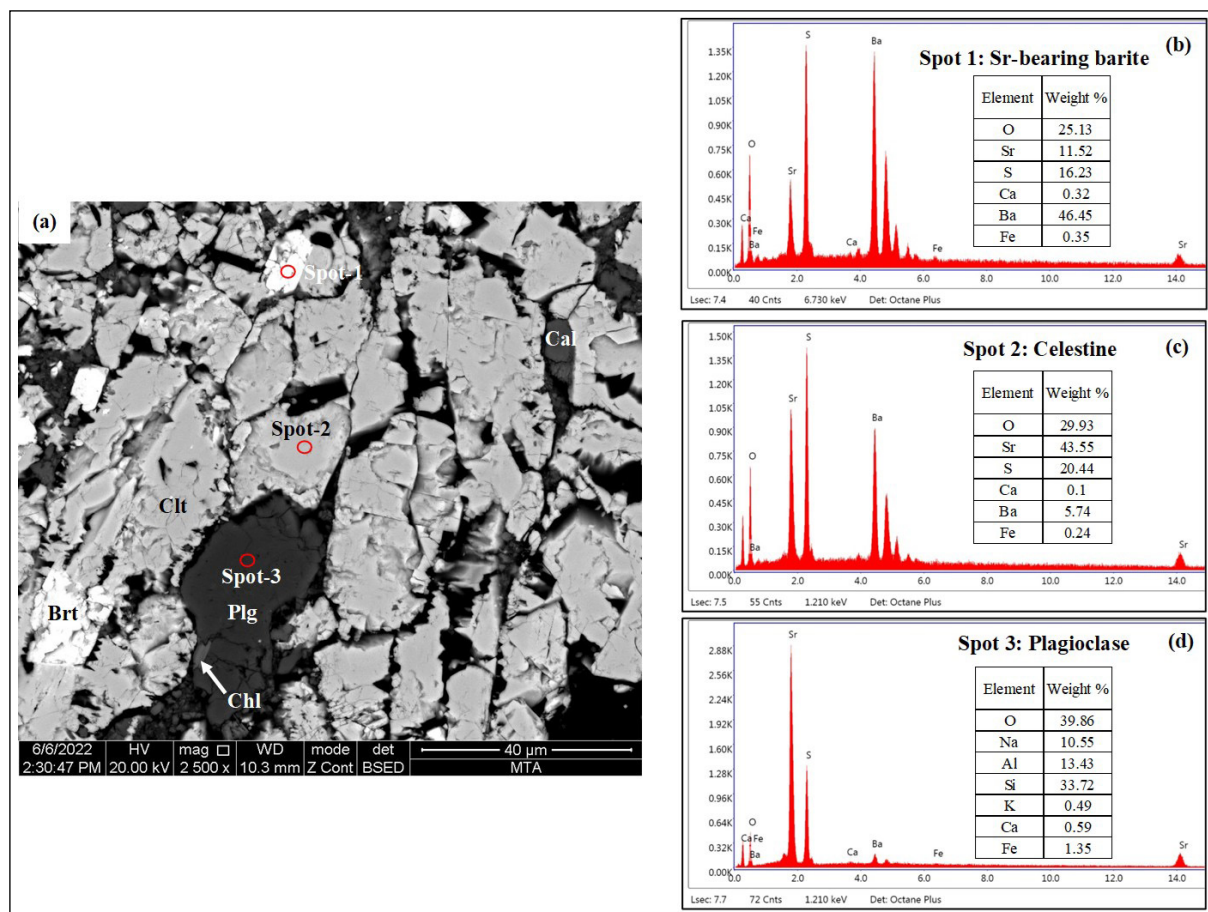 (a)
Spot-1
Cal
Spot-2
Clt
Spot-3
Plg
Brt
Chl
6/6/2022 HV mag □ WD mode det 40 µm
2:30:47 PM 20.00 kV 2 500 x 10.3 mm Z Cont BSED MTA
(b)
Spot 1: Sr-bearing barite
Element Weight %
O 25.13
Sr 11.52
S 16.23
Ca 0.32
Ba 46.45
Fe 0.35
1.35K
1.20K
1.05K
0.90K
0.75K
0.60K
0.45K
0.30K
0.15K
0.00K
S
Ba
O
Sr
Ca
Fe
Ba
Ca
Fe
Sr
0.0 2.0 4.0 6.0 8.0 10.0 12.0 14.0
Lsec: 7.4 40 Cnts 6.730 keV Det: Octane Plus
(c)
Spot 2: Celestine
Element Weight %
O 29.93
Sr 43.55
S 20.44
Ca 0.1
Ba 5.74
Fe 0.24
1.50K
1.35K
1.20K
1.05K
0.90K
0.75K
0.60K
0.45K
0.30K
0.15K
0.00K
S
Sr
Ba
O
Ba
Sr
0.0 2.0 4.0 6.0 8.0 10.0 12.0 14.0
Lsec: 7.5 55 Cnts 1.210 keV Det: Octane Plus
(d)
Spot 3: Plagioclase
Element Weight %
O 39.86
Na 10.55
Al 13.43
Si 33.72
K 0.49
Ca 0.59
Fe 1.35
2.88K
2.56K
2.24K
1.92K
1.60K
1.28K
0.96K
0.64K
0.32K
0.00K
Sr
S
O
Ca Fe
Ba
Ca
Ba
Fe
Sr
0.0 2.0 4.0 6.0 8.0 10.0 12.0 14.0
Lsec: 7.7 72 Cnts 1.210 keV Det: Octane Plus